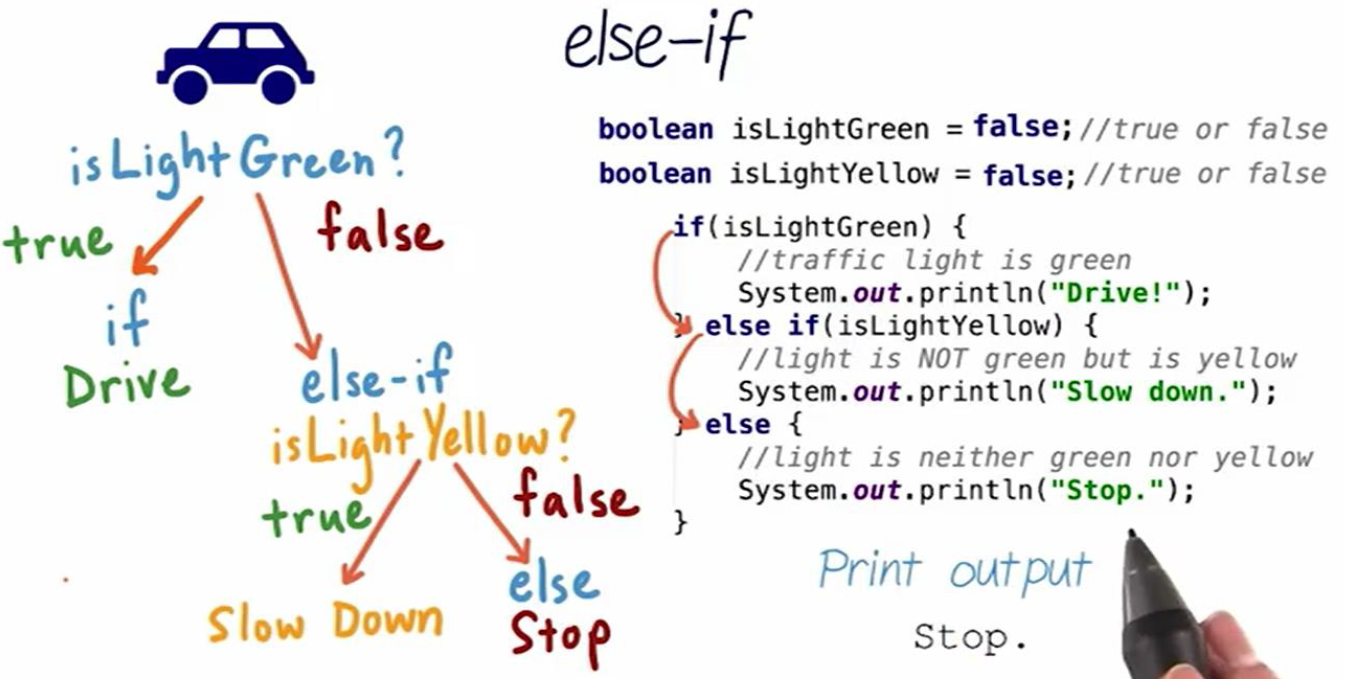 else-if
isLightGreen?
true
false
if
Drive
else-if
isLightYellow?
true
false
Slow Down
else
Stop
boolean isLightGreen = false; //true or false
boolean isLightYellow = false; //true or false
if(isLightGreen) {
//traffic light is green
System.out.println("Drive!");
} else if(isLightYellow) {
//light is NOT green but is yellow
System.out.println("Slow down.");
} else {
//light is neither green nor yellow
System.out.println("Stop.");
}
Print output
Stop.